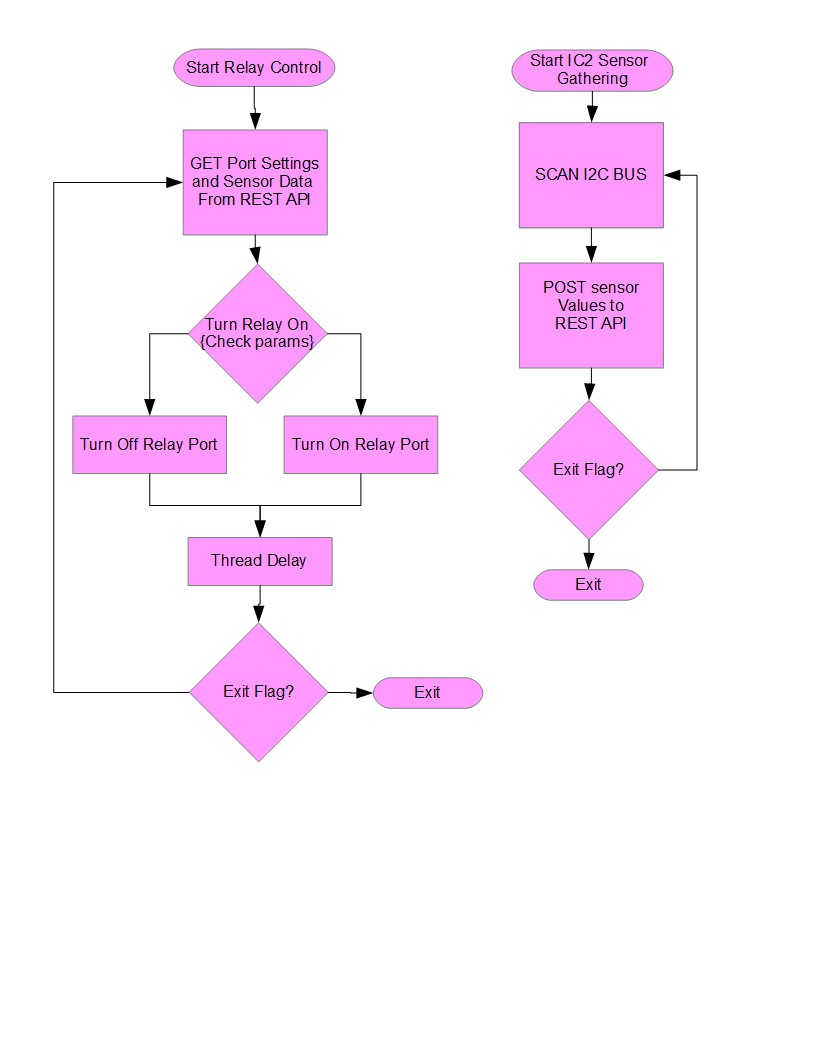 Start Relay Control
GET Port Settings
and Sensor Data
From REST API
Turn Relay On
{Check params}
Turn Off Relay Port
Turn On Relay Port
Thread Delay
Exit Flag?
Exit
Start IC2 Sensor
Gathering
SCAN I2C BUS
POST sensor
Values to
REST API
Exit Flag?
Exit